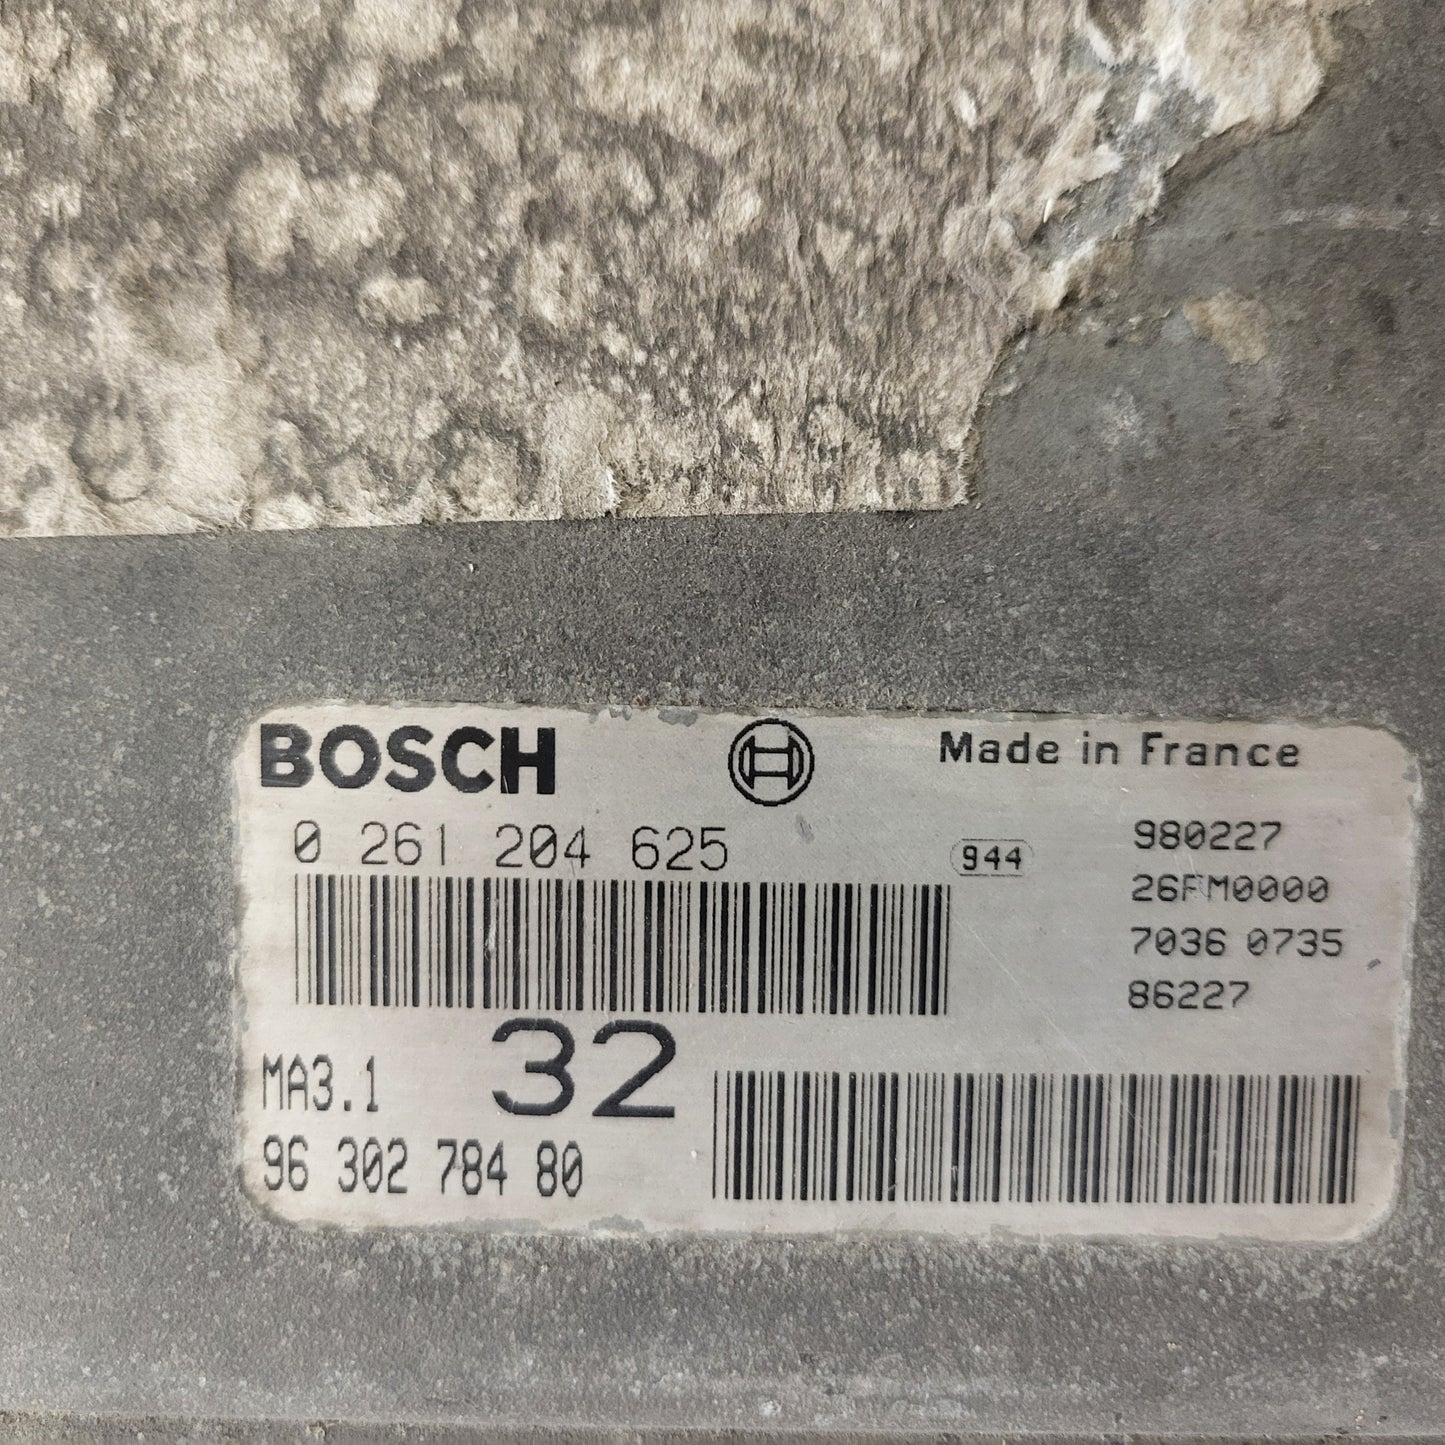 BOSCH
Made in France
0 261 204 625
944
980227
26FM0000
7036 0735
86227
MA3.1
32
96 302 784 80